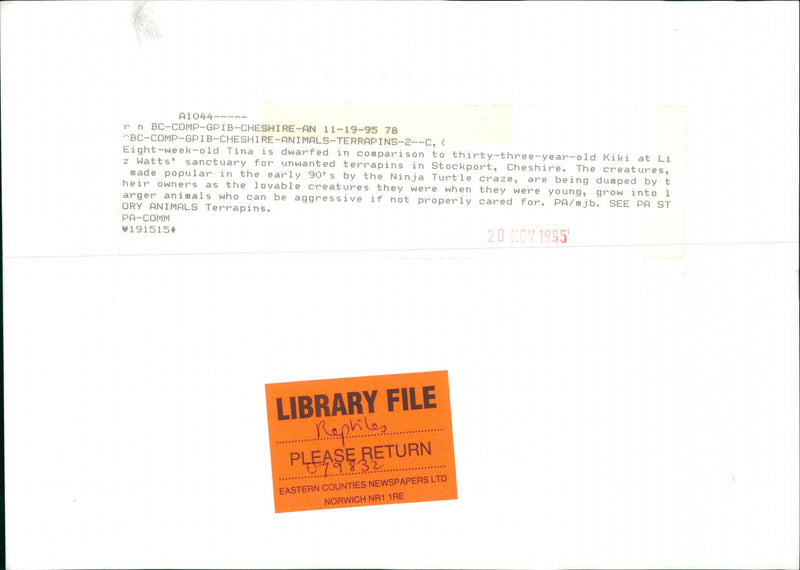 A1044-----
r n BC-COMP-GPIB-CHESHIRE-AN 11-19-95 78
^BC-COMP-GPIB-CHESHIRE-ANIMALS-TERRAPINS-2--C,<
Eight-week-old Tina is dwarfed in comparison to thirty-three-year-old Kiki at Li
z Watts' sanctuary for unwanted terrapins in Stockport, Cheshire. The creatures,
made popular in the early 90's by the Ninja Turtle craze, are being dumped by t
heir owners as the lovable creatures they were when they were young, grow into l
arger animals who can be aggressive if not properly cared for. PA/mjb. SEE PA ST
ORY ANIMALS Terrapins.
PA-COMM
♥191515♦
20 NOV 1995
LIBRARY FILE
Reptiles
PLEASE RETURN
079832
EASTERN COUNTIES NEWSPAPERS LTD
NORWICH NR1 1RE